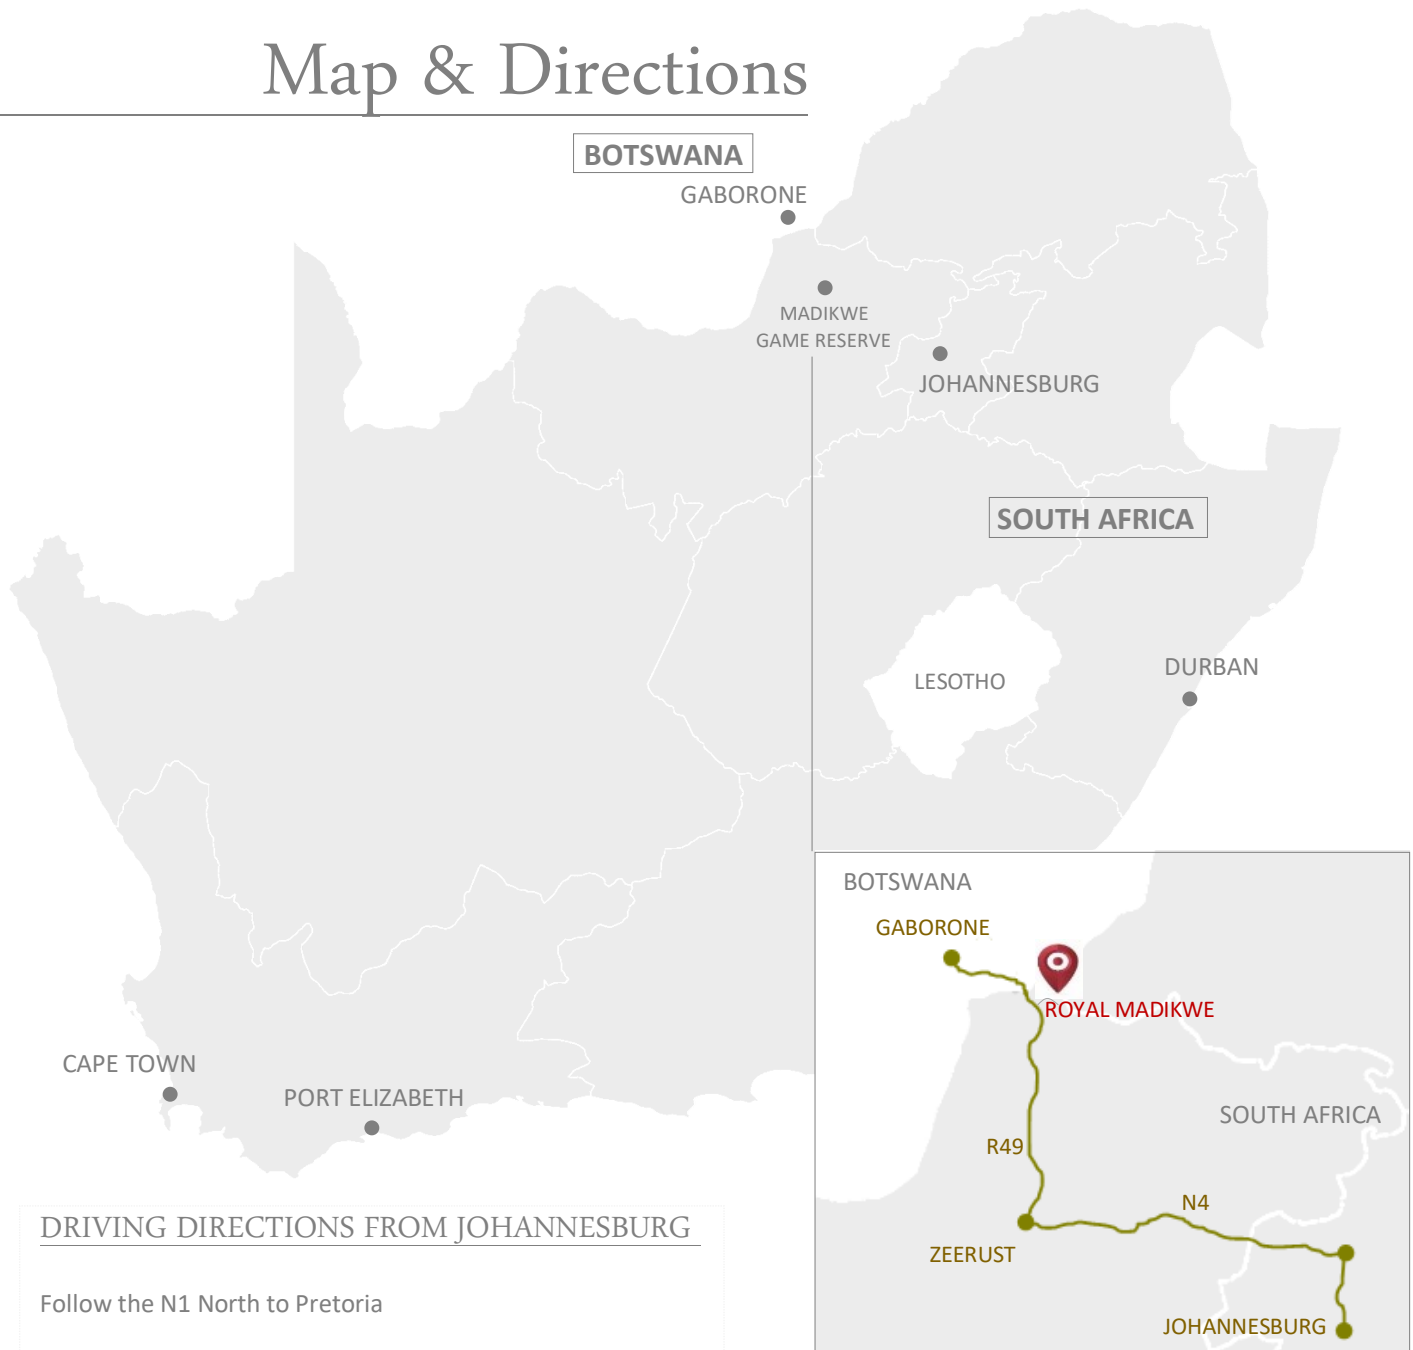 Map & Directions
BOTSWANA
GABORONE
MADIKWE
GAME RESERVE
JOHANNESBURG
SOUTH AFRICA
LESOTHO
DURBAN
CAPE TOWN
PORT ELIZABETH
BOTSWANA
GABORONE
ROYAL MADIKWE
SOUTH AFRICA
R49
N4
ZEERUST
JOHANNESBURG
DRIVING DIRECTIONS FROM JOHANNESBURG
Follow the N1 North to Pretoria